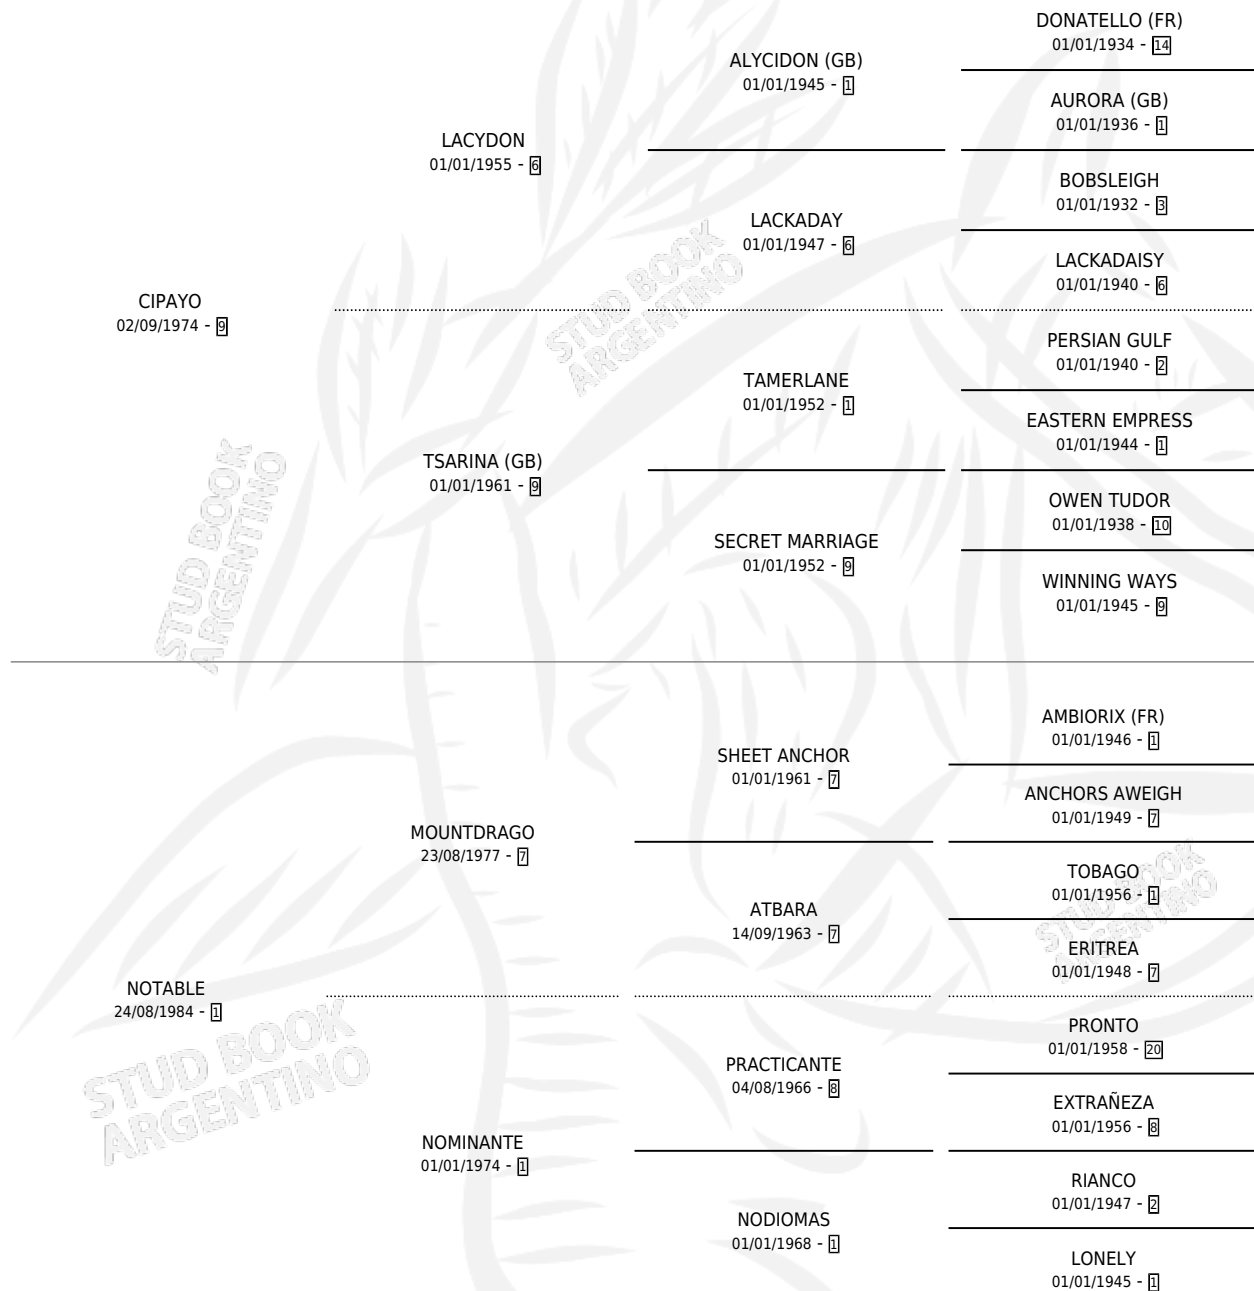 DONATELLO (FR)
01/01/1934 - 14
ALYCIDON (GB)
01/01/1945 - 1
AURORA (GB)
01/01/1936 - 1
LACYDON
01/01/1955 - 6
BOBSLEIGH
01/01/1932 - 3
LACKADAY
01/01/1947 - 6
LACKADAISY
01/01/1940 - 6
CIPAYO
02/09/1974 - 9
PERSIAN GULF
01/01/1940 - 2
TAMERLANE
01/01/1952 - 1
EASTERN EMPRESS
01/01/1944 - 1
TSARINA (GB)
01/01/1961 - 9
OWEN TUDOR
01/01/1938 - 10
SECRET MARRIAGE
01/01/1952 - 9
WINNING WAYS
01/01/1945 - 9
AMBIORIX (FR)
01/01/1946 - 1
SHEET ANCHOR
01/01/1961 - 7
ANCHORS AWEIGH
01/01/1949 - 7
MOUNTDRAGO
23/08/1977 - 7
TOBAGO
01/01/1956 - 1
ATBARA
14/09/1963 - 7
ERITREA
01/01/1948 - 7
NOTABLE
24/08/1984 - 1
PRONTO
01/01/1958 - 20
PRACTICANTE
04/08/1966 - 8
EXTRAÑEZA
01/01/1956 - 8
NOMINANTE
01/01/1974 - 1
RIANCO
01/01/1947 - 2
NODIOMAS
01/01/1968 - 1
LONELY
01/01/1945 - 1
STUD BOOK
ARGENTINO
STUD BOOK
ARGENTINO
STUD BOOK
ARGENTINO
STUD BOOK
ARGENTINO